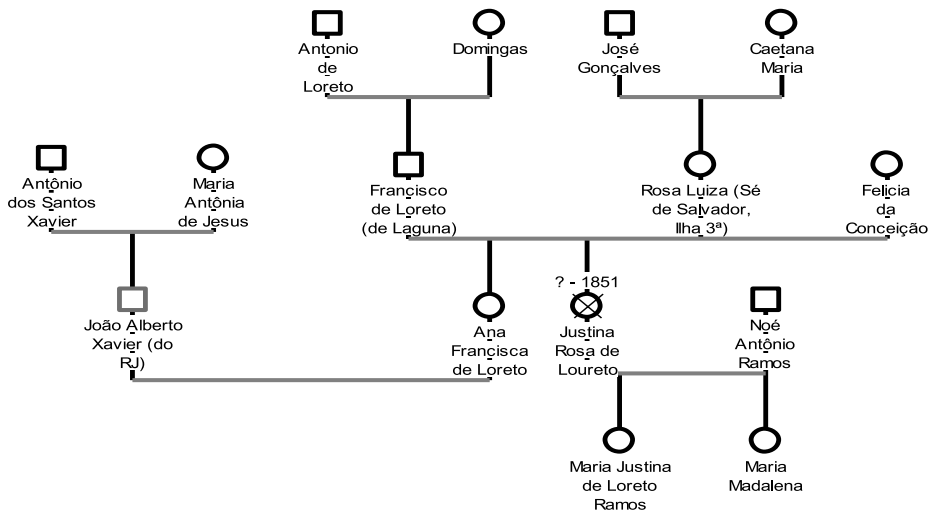 Antonio
de
Loreto
Domingas
José
Gonçalves
Caetana
Maria
Antônio
dos Santos
Xavier
Maria
Antônia
de Jesus
Francisco
de Loreto
(de Laguna)
Rosa Luiza (Sé
de Salvador,
Ilha 3ª)
Felicia
da
Conceição
João Alberto
Xavier (do
RJ)
Ana
Francisca
de Loreto
? - 1851
Justina
Rosa de
Loureto
Noé
Antônio
Ramos
Maria Justina
de Loreto
Ramos
Maria
Madalena